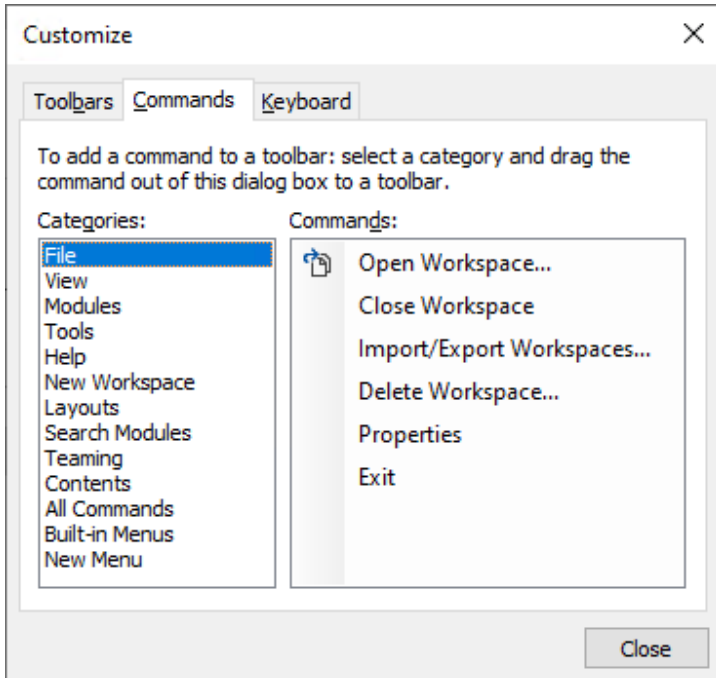 Customize
Toolbars Commands Keyboard
To add a command to a toolbar: select a category and drag the
command out of this dialog box to a toolbar.
Categories:
File
View
Modules
Tools
Help
New Workspace
Layouts
Search Modules
Teaming
Contents
All Commands
Built-in Menus
New Menu
Commands:
Open Workspace...
Close Workspace
Import/Export Workspaces...
Delete Workspace...
Properties
Exit
Close